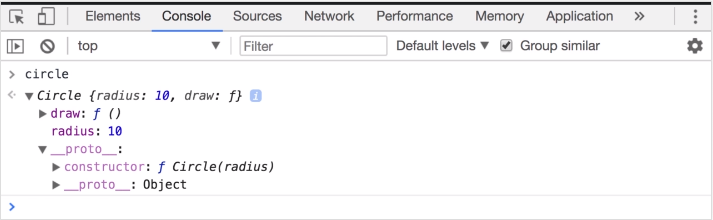 Elements Console Sources Network Performance Memory Application »
top ▼ Filter Default levels ▼ Group similar
> circle
▼ Circle {radius: 10, draw: ƒ} i
▶ draw: ƒ ()
radius: 10
▼ __proto__:
▶ constructor: ƒ Circle(radius)
▶ __proto__: Object
>